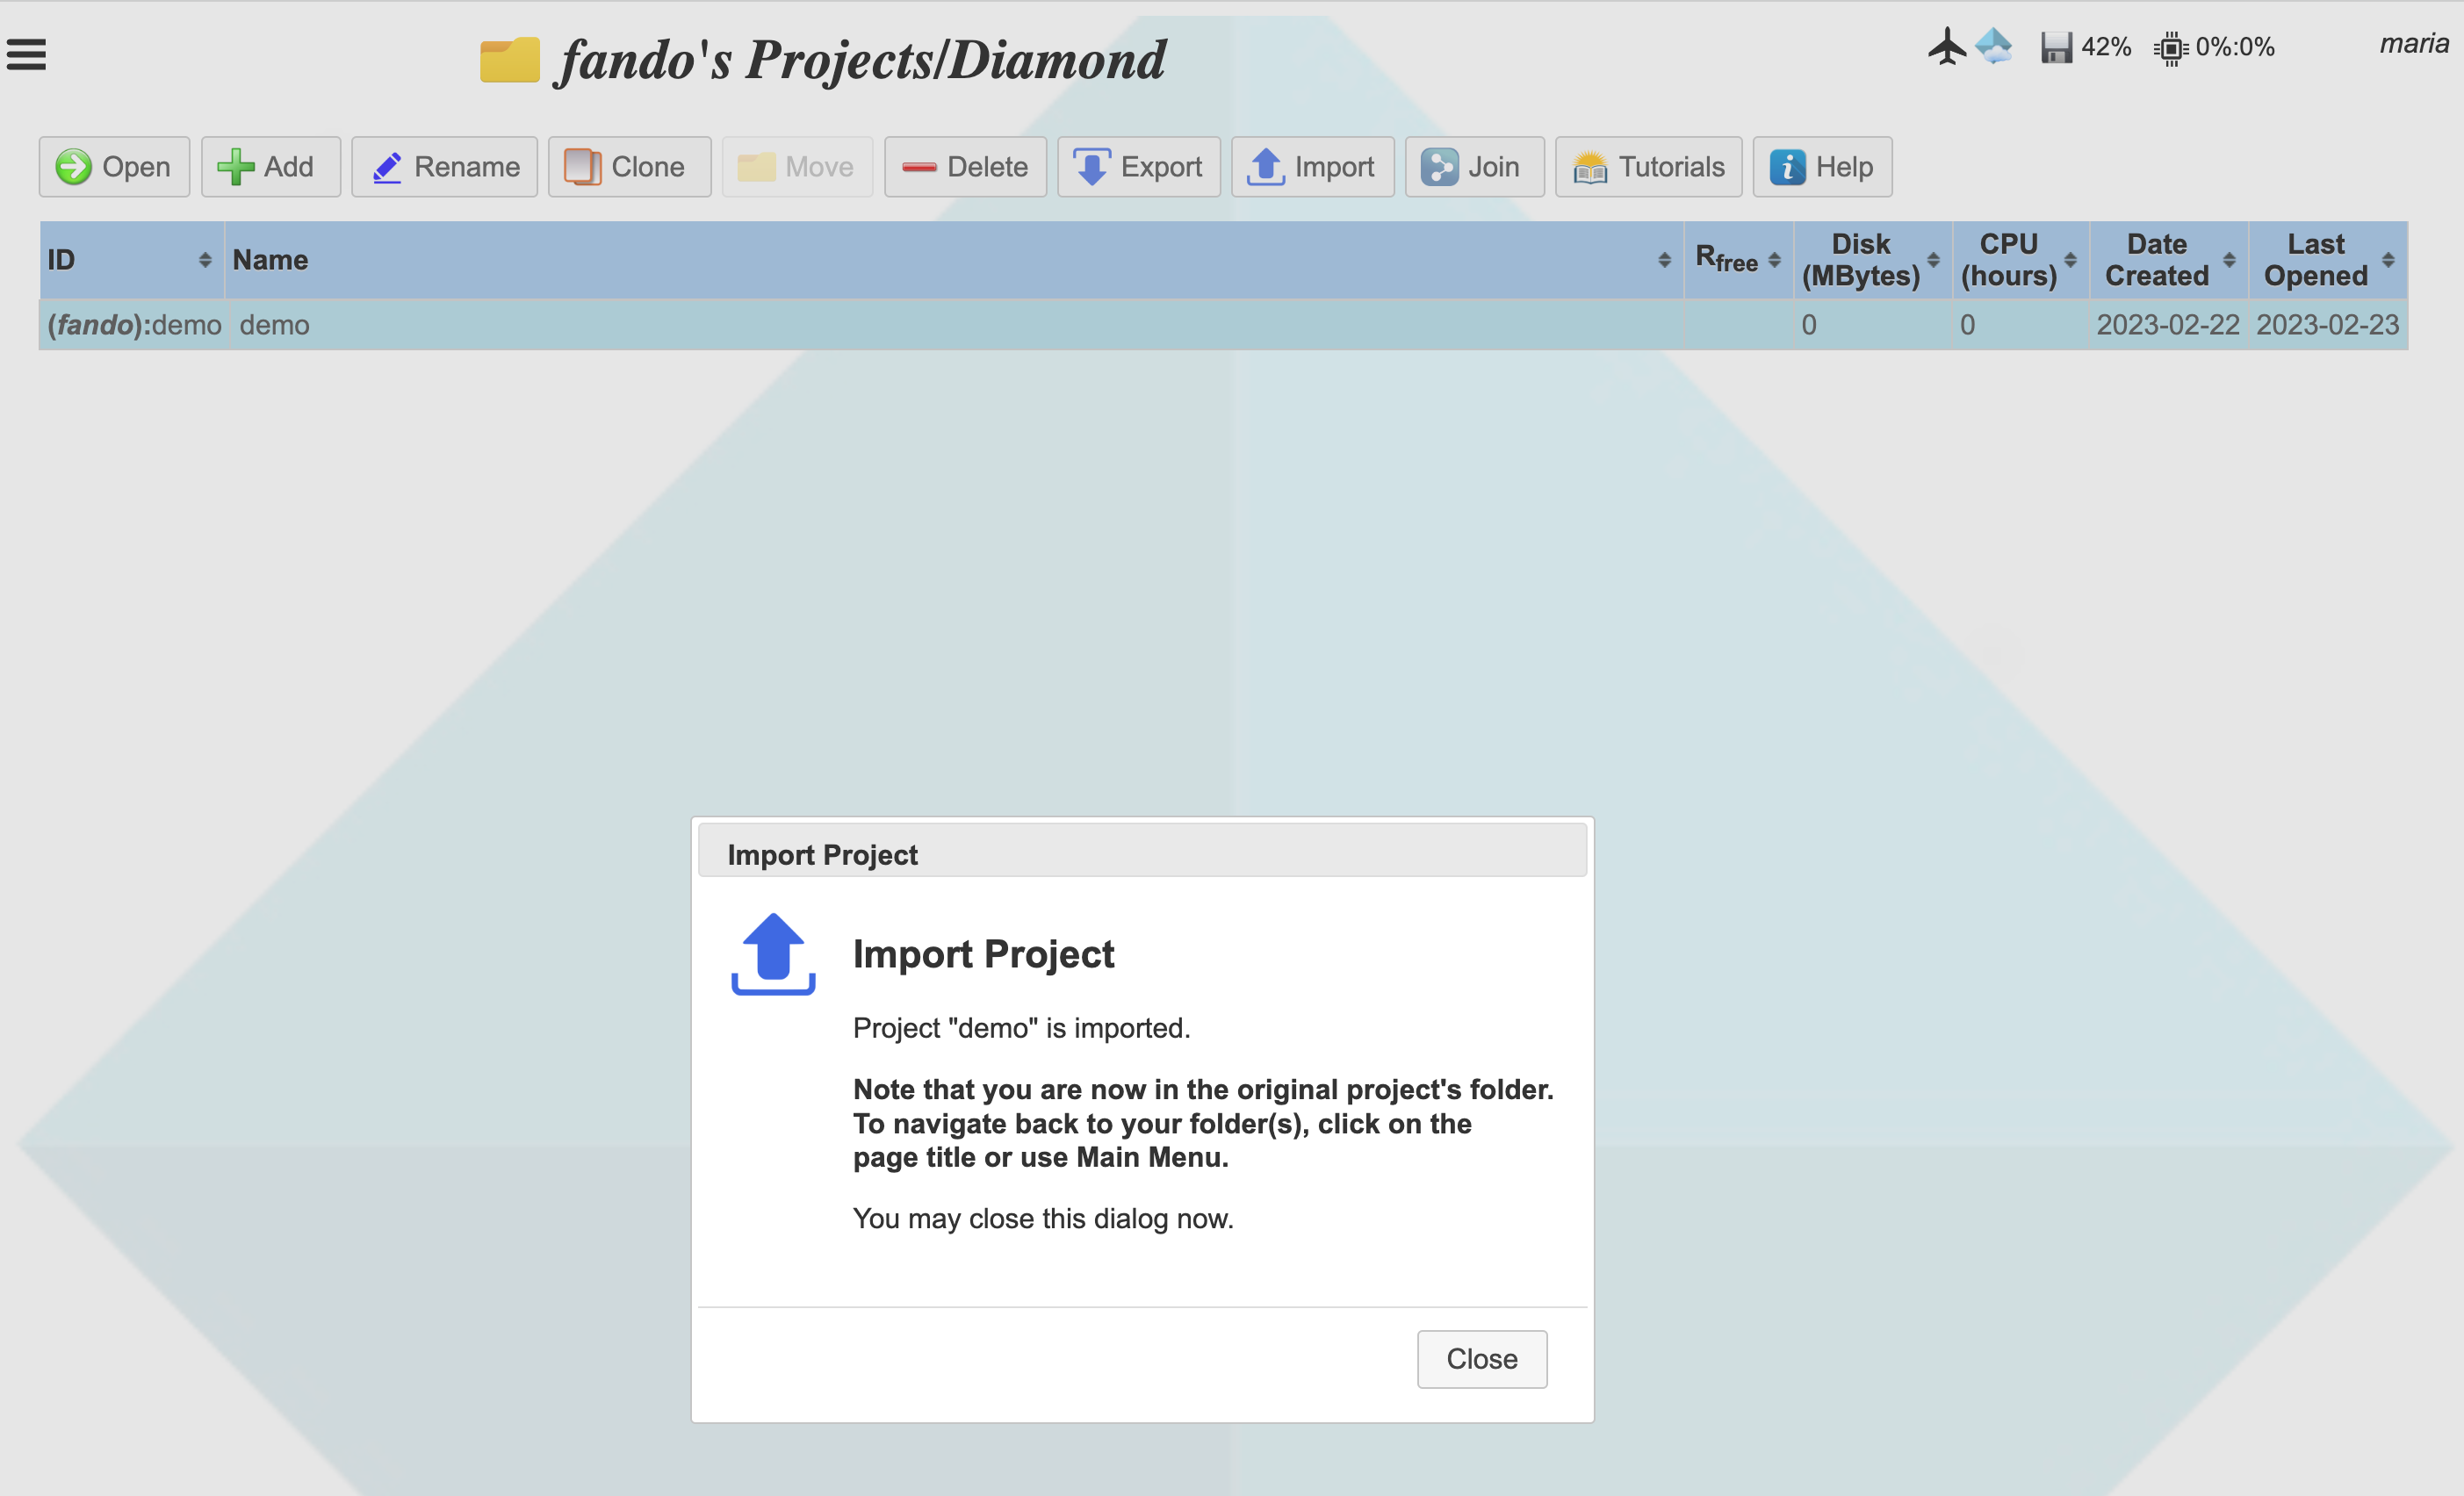 fando's Projects/Diamond
42% 0%:0%
maria
Open Add Rename Clone Move Delete Export Import Join Tutorials Help
ID Name Rfree Disk (MBytes) CPU (hours) Date Created Last Opened
(fando):demo demo 0 0 2023-02-22 2023-02-23
Import Project
Import Project
Project "demo" is imported.
Note that you are now in the original project's folder.
To navigate back to your folder(s), click on the
page title or use Main Menu.
You may close this dialog now.
Close